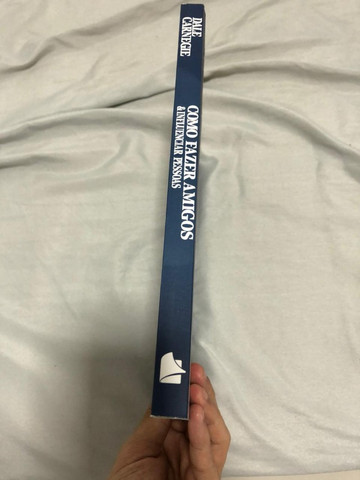 DALE
CARNEGIE
COMO FAZER AMIGOS
& INFLUENCIAR PESSOAS